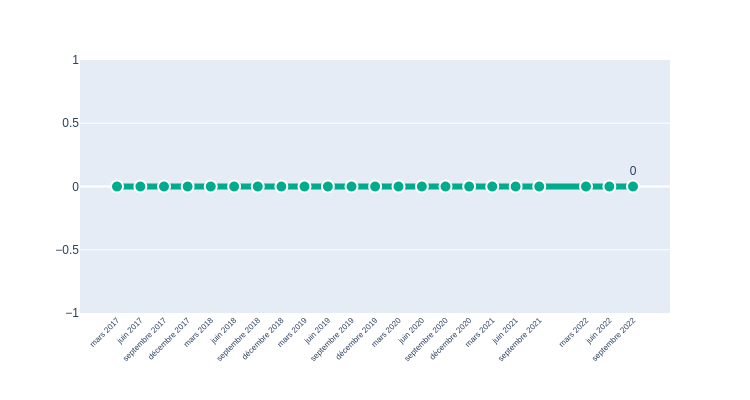 1
0.5
0
−0.5
−1
0
mars 2017
juin 2017
septembre 2017
décembre 2017
mars 2018
juin 2018
septembre 2018
décembre 2018
mars 2019
juin 2019
septembre 2019
décembre 2019
mars 2020
juin 2020
septembre 2020
décembre 2020
mars 2021
juin 2021
septembre 2021
mars 2022
juin 2022
septembre 2022